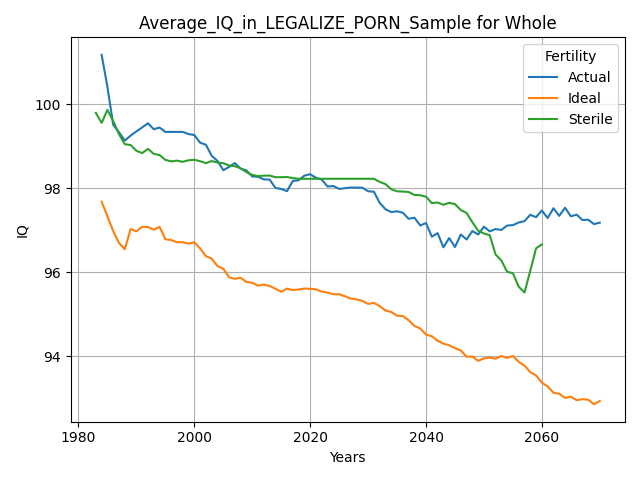 Average_IQ_in_LEGALIZE_PORN_Sample for Whole
Fertility
Actual
Ideal
Sterile
IQ
100
98
96
94
1980
2000
2020
2040
2060
Years